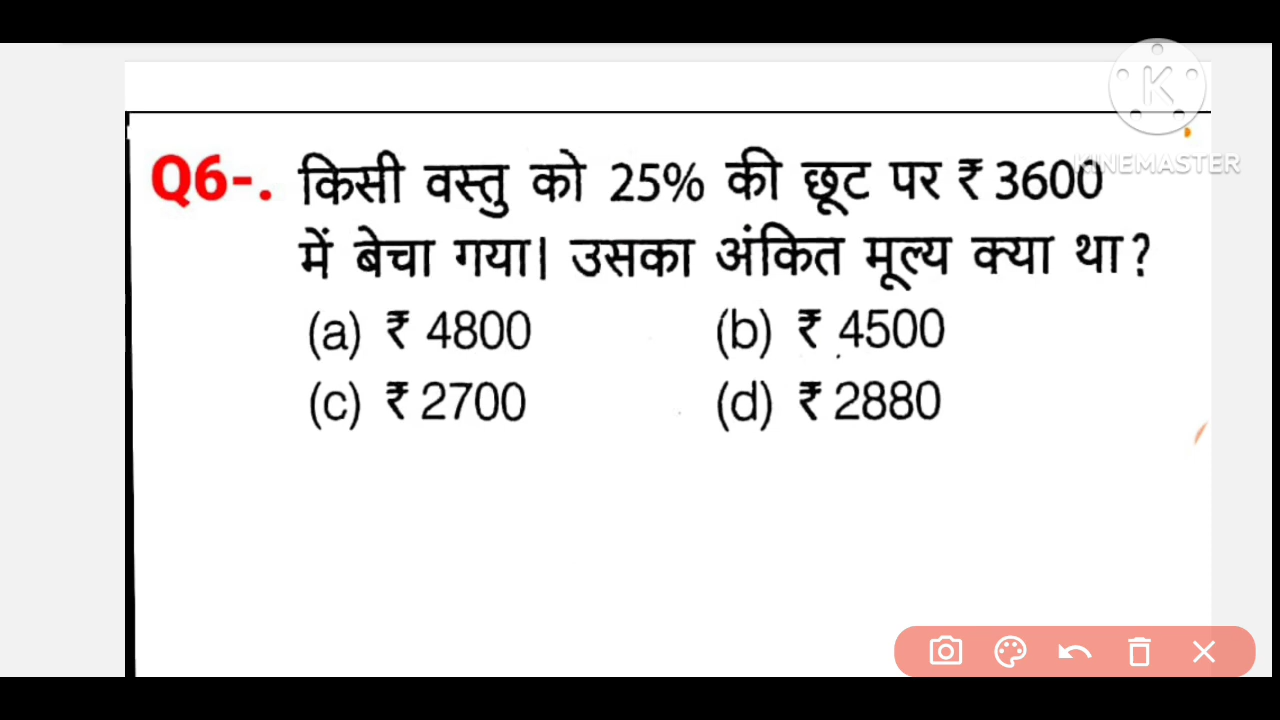 KINEMASTER
Q6-. किसी वस्तु को 25% की छूट पर ₹ 3600
में बेचा गया| उसका अंकित मूल्य क्या था?
(a) ₹ 4800 (b) ₹ 4500
(c) ₹ 2700 (d) ₹ 2880